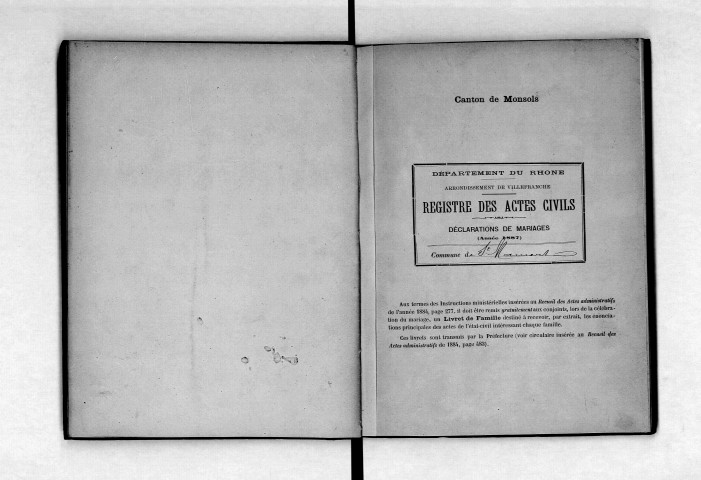 Canton de Monsols
DÉPARTEMENT DU RHONE
ARRONDISSEMENT DE VILLEFRANCHE
REGISTRE DES ACTES CIVILS
DÉCLARATIONS DE MARIAGES
(Année 1887)
Commune de St Mamert
Aux termes des Instructions ministérielles insérées au Recueil des Actes administratifs
de l'année 1884, page 277, il doit être remis gratuitement aux conjoints, lors de la célébra-
tion du mariage, un Livret de Famille destiné à recevoir, par extrait, les énoncia-
tions principales des actes de l'état-civil intéressant chaque famille.
Ces livrets sont transmis par la Préfecture (voir circulaire insérée au Recueil des
Actes administratifs de 1884, page 483).